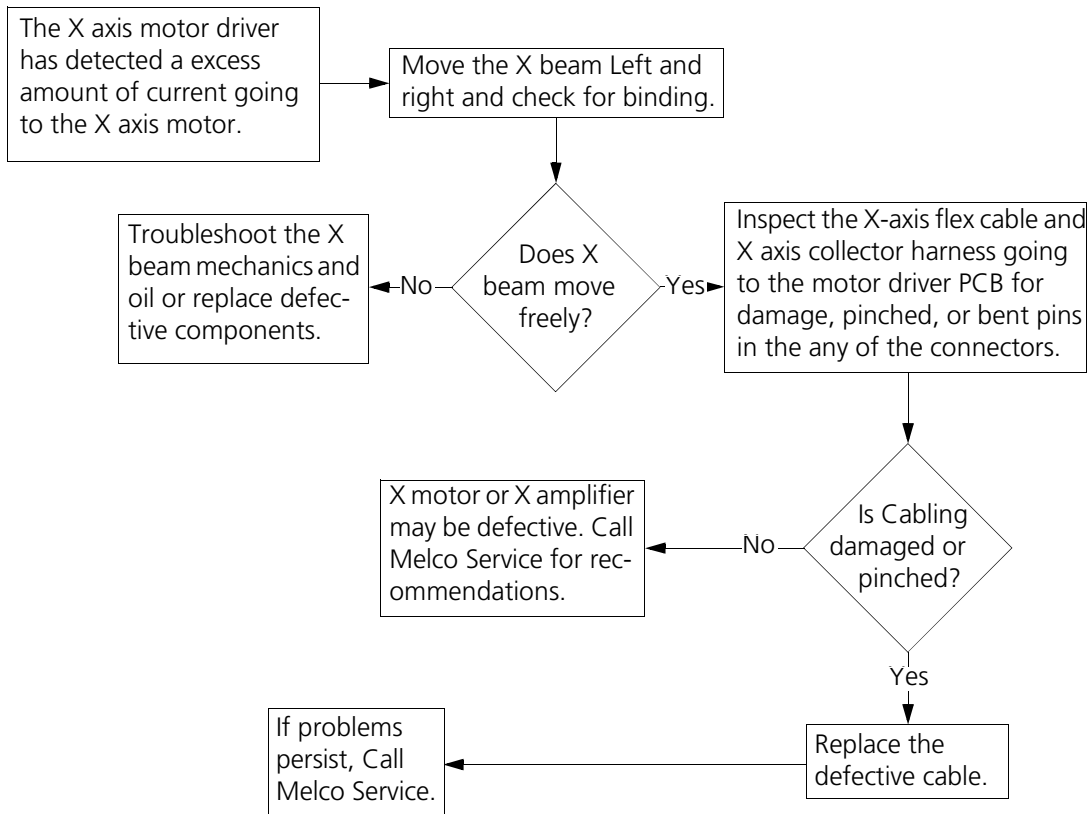 The X axis motor driver
has detected a excess
amount of current going
to the X axis motor.
Move the X beam Left and
right and check for binding.
Does X
beam move
freely?
No
Yes
Troubleshoot the X
beam mechanics and
oil or replace defec-
tive components.
Inspect the X-axis flex cable and
X axis collector harness going
to the motor driver PCB for
damage, pinched, or bent pins
in the any of the connectors.
Is Cabling
damaged or
pinched?
No
X motor or X amplifier
may be defective. Call
Melco Service for rec-
ommendations.
Yes
Replace the
defective cable.
If problems
persist, Call
Melco Service.